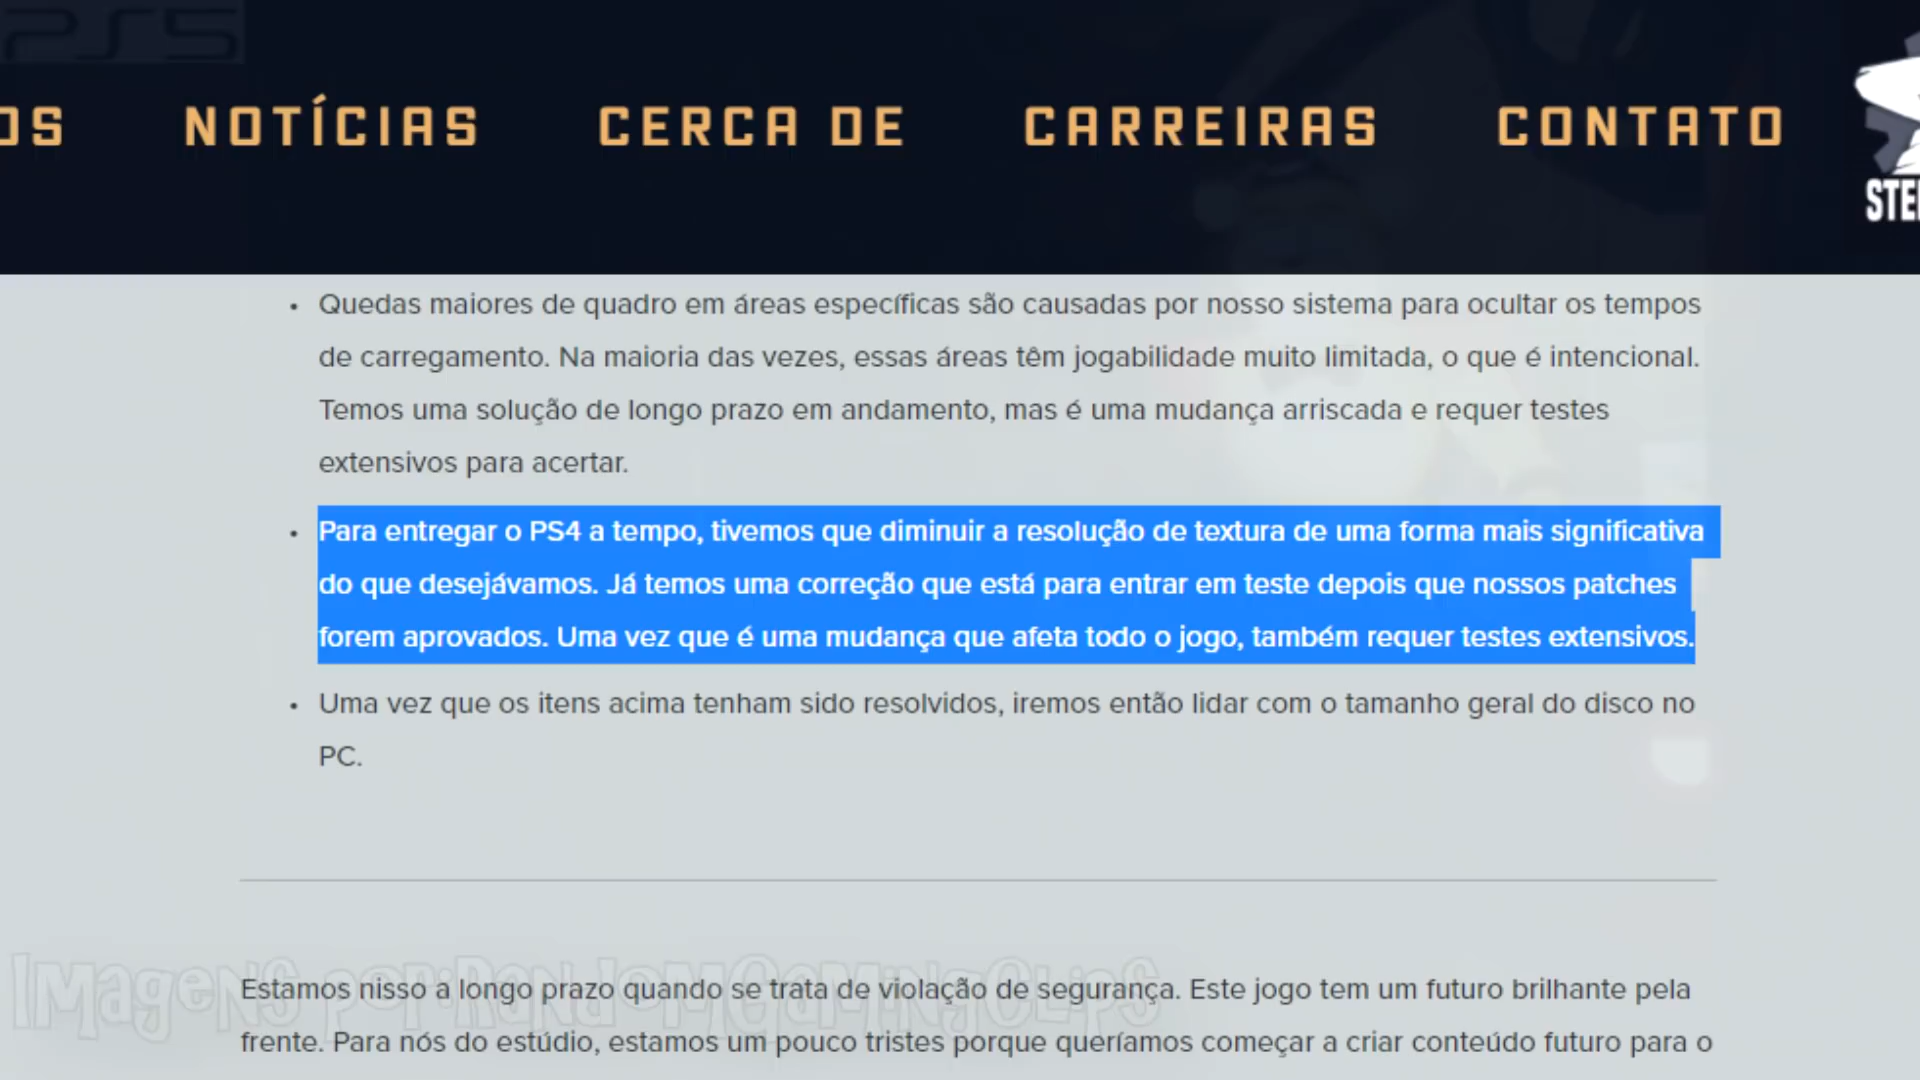 PS5
OS NOTÍCIAS CERCA DE CARREIRAS CONTATO
STE
• Quedas maiores de quadro em áreas específicas são causadas por nosso sistema para ocultar os tempos
de carregamento. Na maioria das vezes, essas áreas têm jogabilidade muito limitada, o que é intencional.
Temos uma solução de longo prazo em andamento, mas é uma mudança arriscada e requer testes
extensivos para acertar.
• Para entregar o PS4 a tempo, tivemos que diminuir a resolução de textura de uma forma mais significativa
do que desejávamos. Já temos uma correção que está para entrar em teste depois que nossos patches
forem aprovados. Uma vez que é uma mudança que afeta todo o jogo, também requer testes extensivos.
• Uma vez que os itens acima tenham sido resolvidos, iremos então lidar com o tamanho geral do disco no
PC.
Estamos nisso a longo prazo quando se trata de violação de segurança. Este jogo tem um futuro brilhante pela
frente. Para nós do estúdio, estamos um pouco tristes porque queríamos começar a criar conteúdo futuro para o
Imagens por:RandomGamingClips